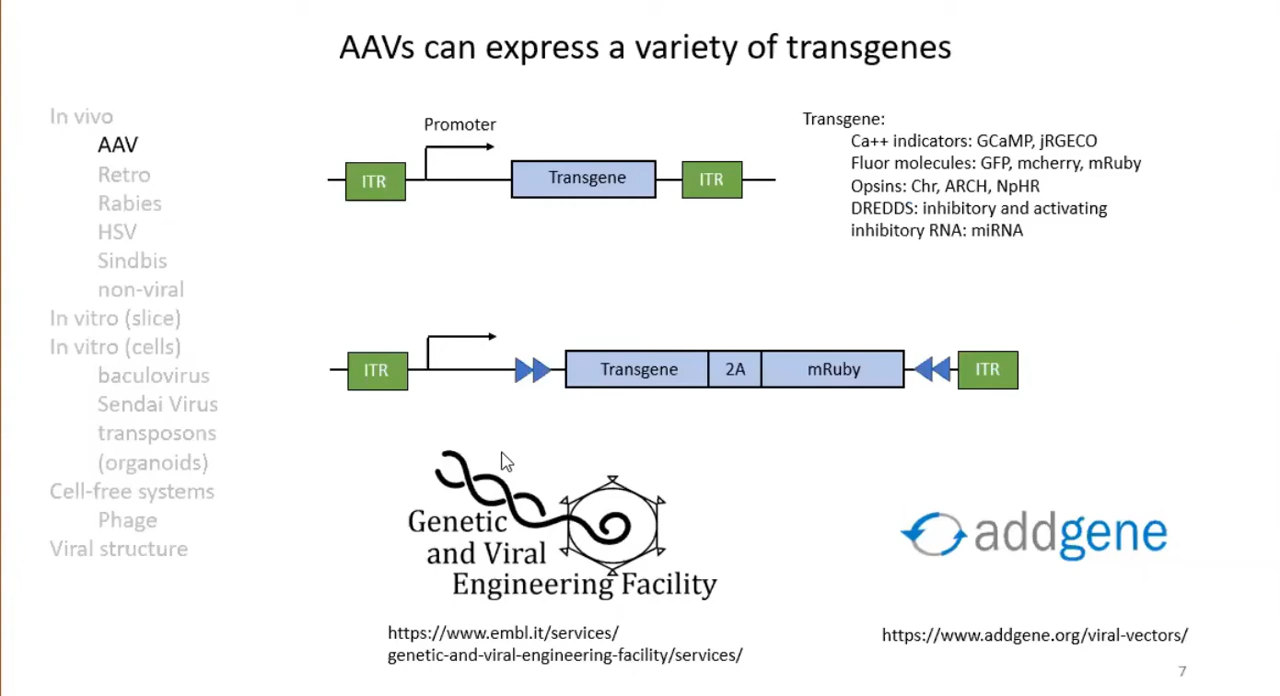 AAVs can express a variety of transgenes
In vivo
AAV
Retro
Rabies
HSV
Sindbis
non-viral
In vitro (slice)
In vitro (cells)
baculovirus
Sendai Virus
transposons
(organoids)
Cell-free systems
Phage
Viral structure
Promoter
ITR
Transgene
ITR
Transgene:
Ca++ indicators: GCaMP, jRGECO
Fluor molecules: GFP, mcherry, mRuby
Opsins: Chr, ARCH, NpHR
DREDDS: inhibitory and activating
inhibitory RNA: miRNA
ITR
Transgene
2A
mRuby
ITR
Genetic
and Viral
Engineering Facility
https://www.embl.it/services/
genetic-and-viral-engineering-facility/services/
addgene
https://www.addgene.org/viral-vectors/
7